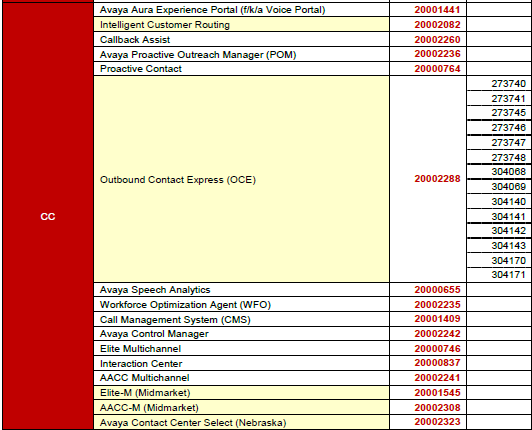 Avaya Aura Experience Portal (f/k/a Voice Portal) 20001441
Intelligent Customer Routing 20002082
Callback Assist 20002260
Avaya Proactive Outreach Manager (POM) 20002236
Proactive Contact 20000764
273740
273741
273745
273746
273747
273748
304068
Outbound Contact Express (OCE) 20002288
304069
304140
304141
CC
304142
304143
304170
304171
Avaya Speech Analytics 20000655
Workforce Optimization Agent (WFO) 20002235
Call Management System (CMS) 20001409
Avaya Control Manager 20002242
Elite Multichannel 20000746
Interaction Center 20000837
AACC Multichannel 20002241
Elite-M (Midmarket) 20001545
AACC-M (Midmarket) 20002308
Avaya Contact Center Select (Nebraska) 20002323